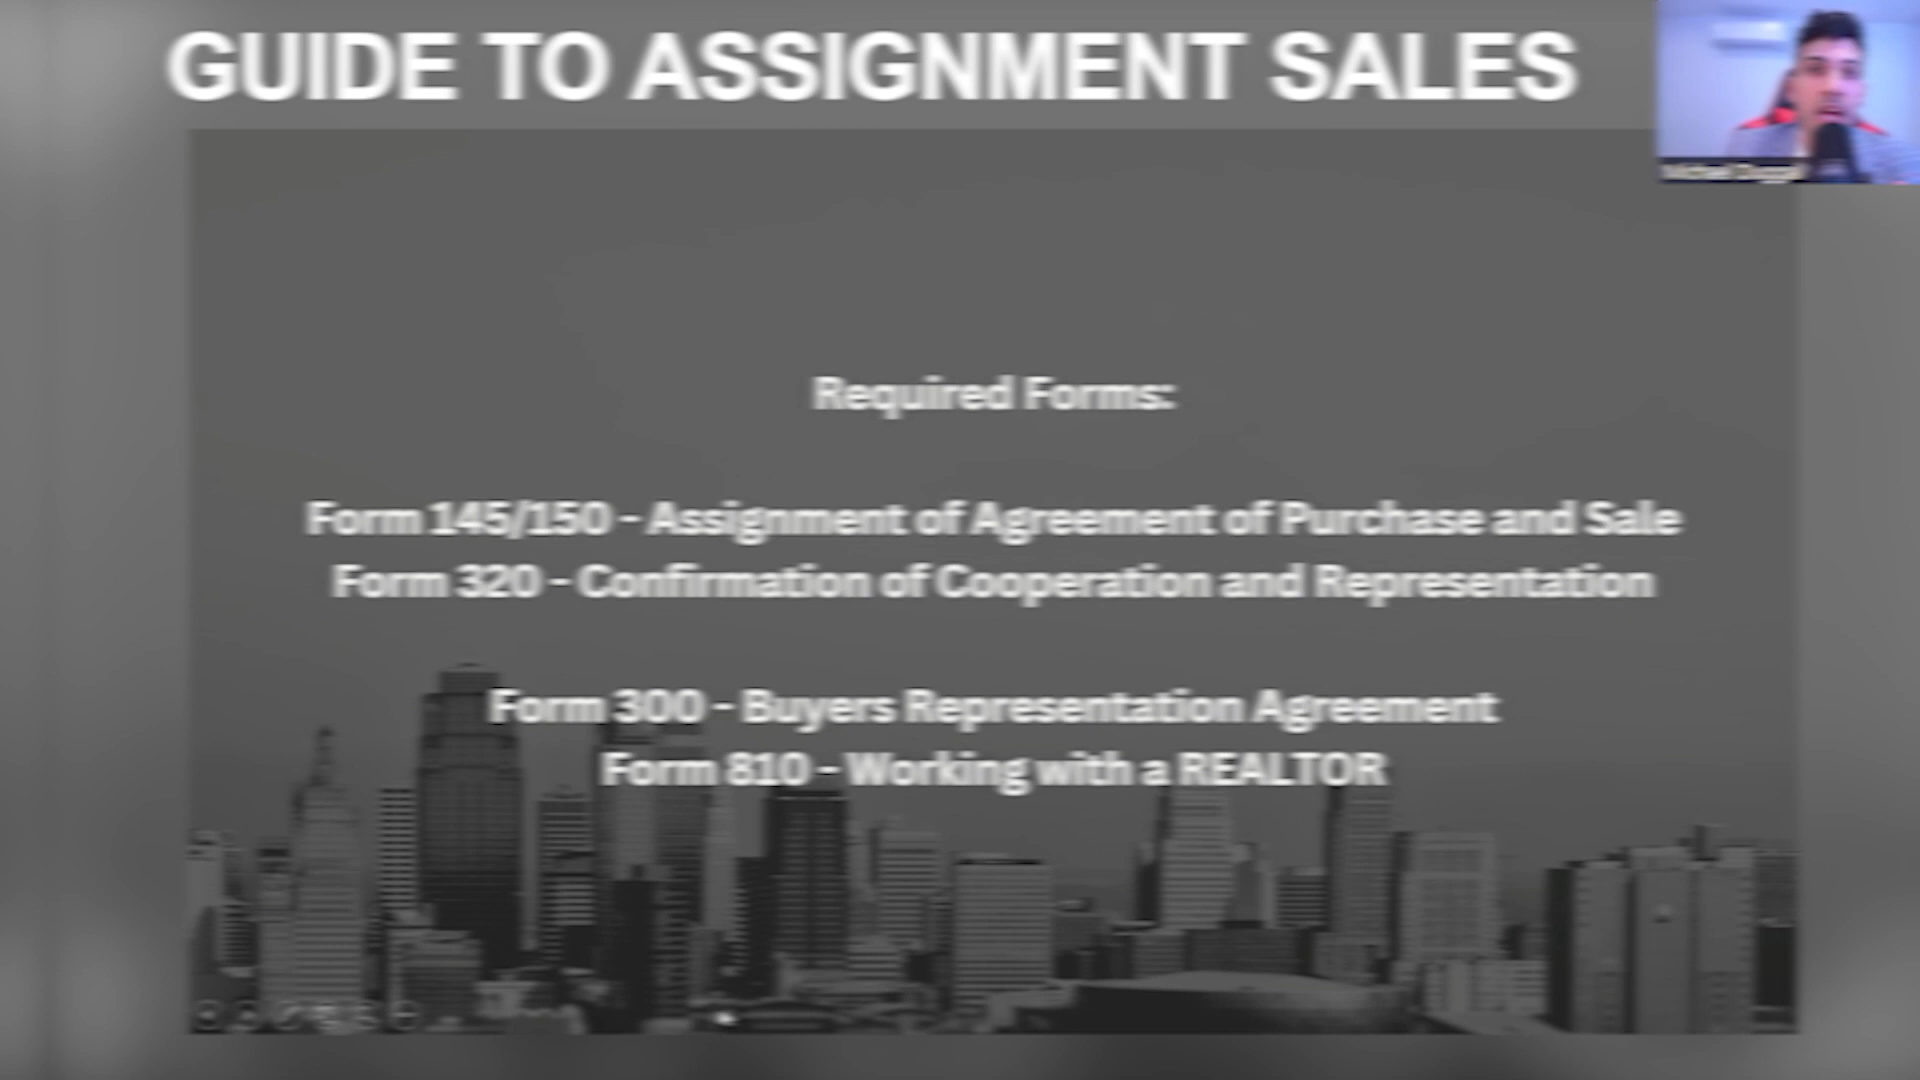 GUIDE TO ASSIGNMENT SALES
Required Forms:
Form 145/150 - Assignment of Agreement of Purchase and Sale
Form 320 - Confirmation of Cooperation and Representation
Form 300 - Buyers Representation Agreement
Form 810 - Working with a REALTOR
Michael